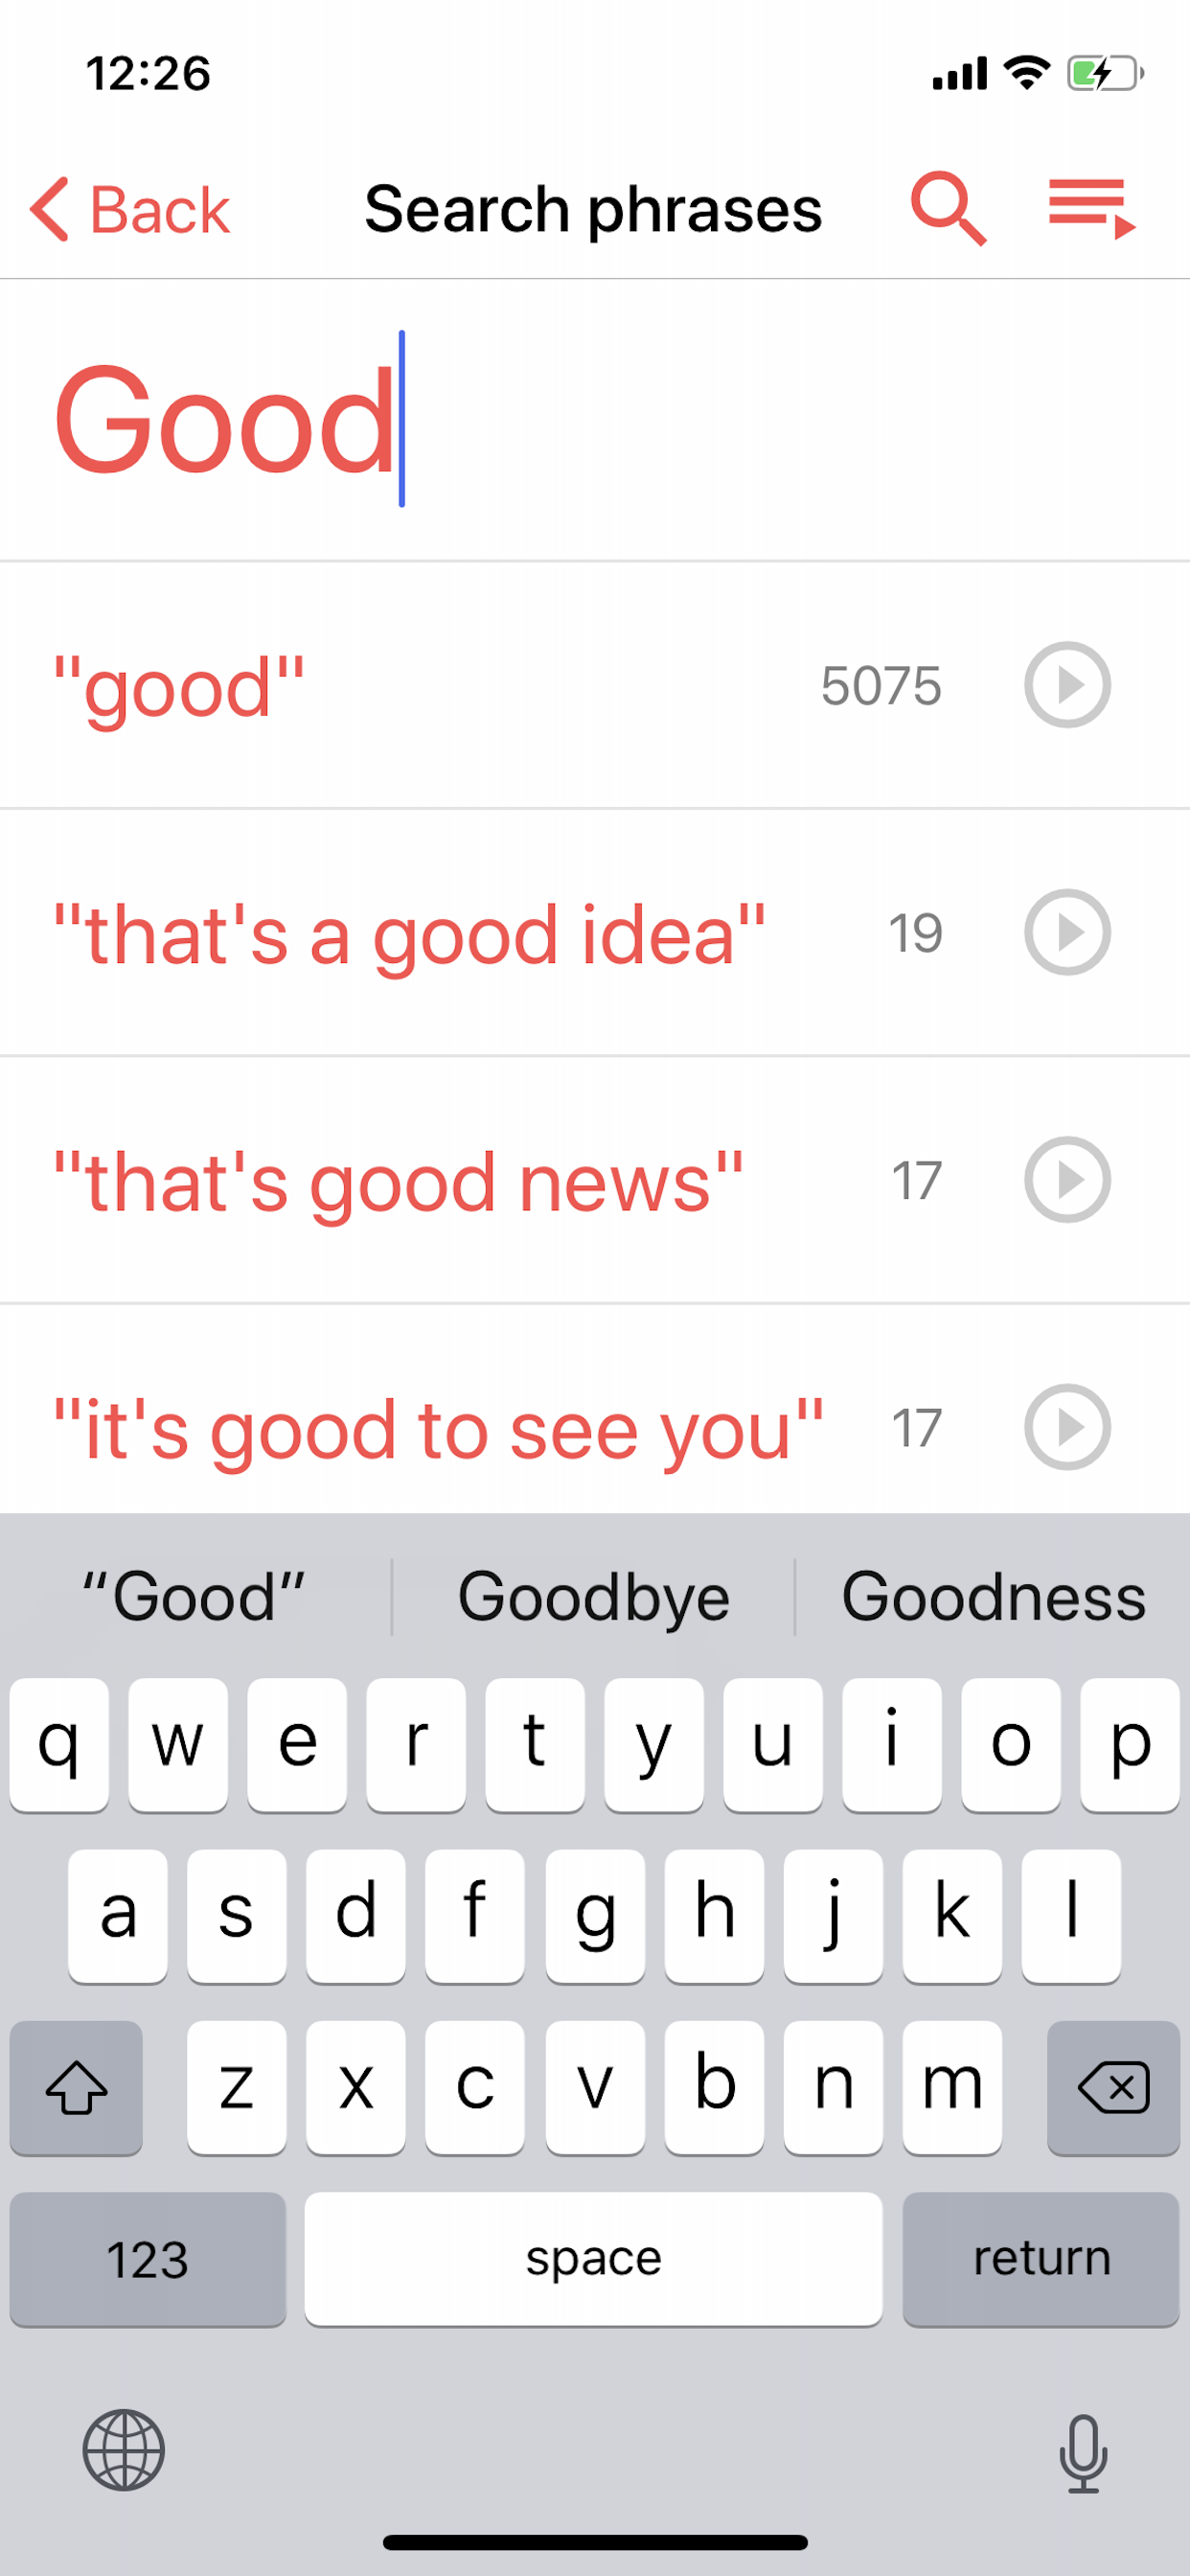 12:26
Back Search phrases
Good
"good" 5075
"that's a good idea" 19
"that's good news" 17
"it's good to see you" 17
“Good” Goodbye Goodness
q w e r t y u i o p
a s d f g h j k l
z x c v b n m
123 space return